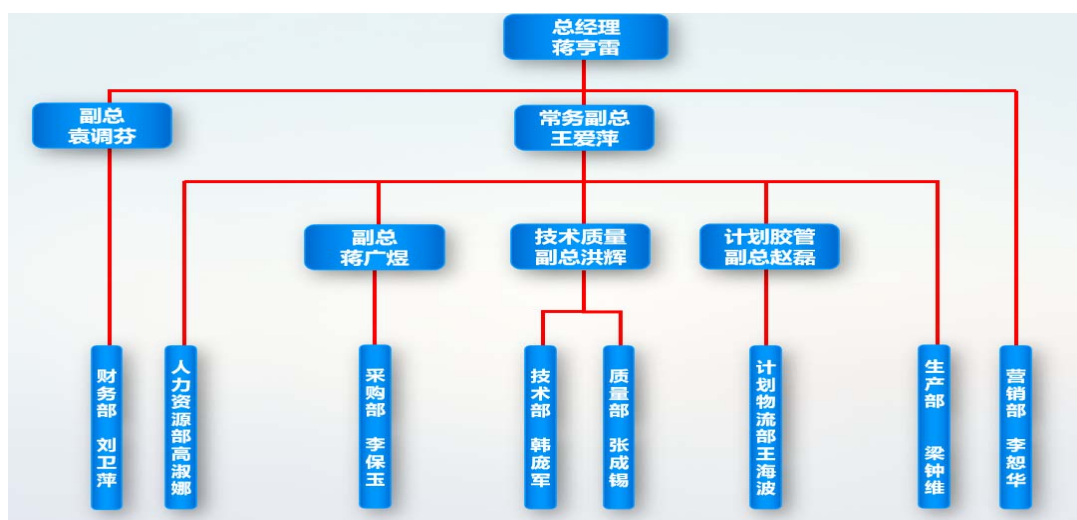 总经理
蒋亨雷
副总
袁调芬
常务副总
王爱萍
副总
蒋广煜
技术质量
副总洪辉
计划胶管
副总赵磊
财务部 刘卫萍
人力资源部高淑娜
采购部 李保玉
技术部 韩庞军
质量部 张成锡
计划物流部王海波
生产部 梁钟维
营销部 李恕华